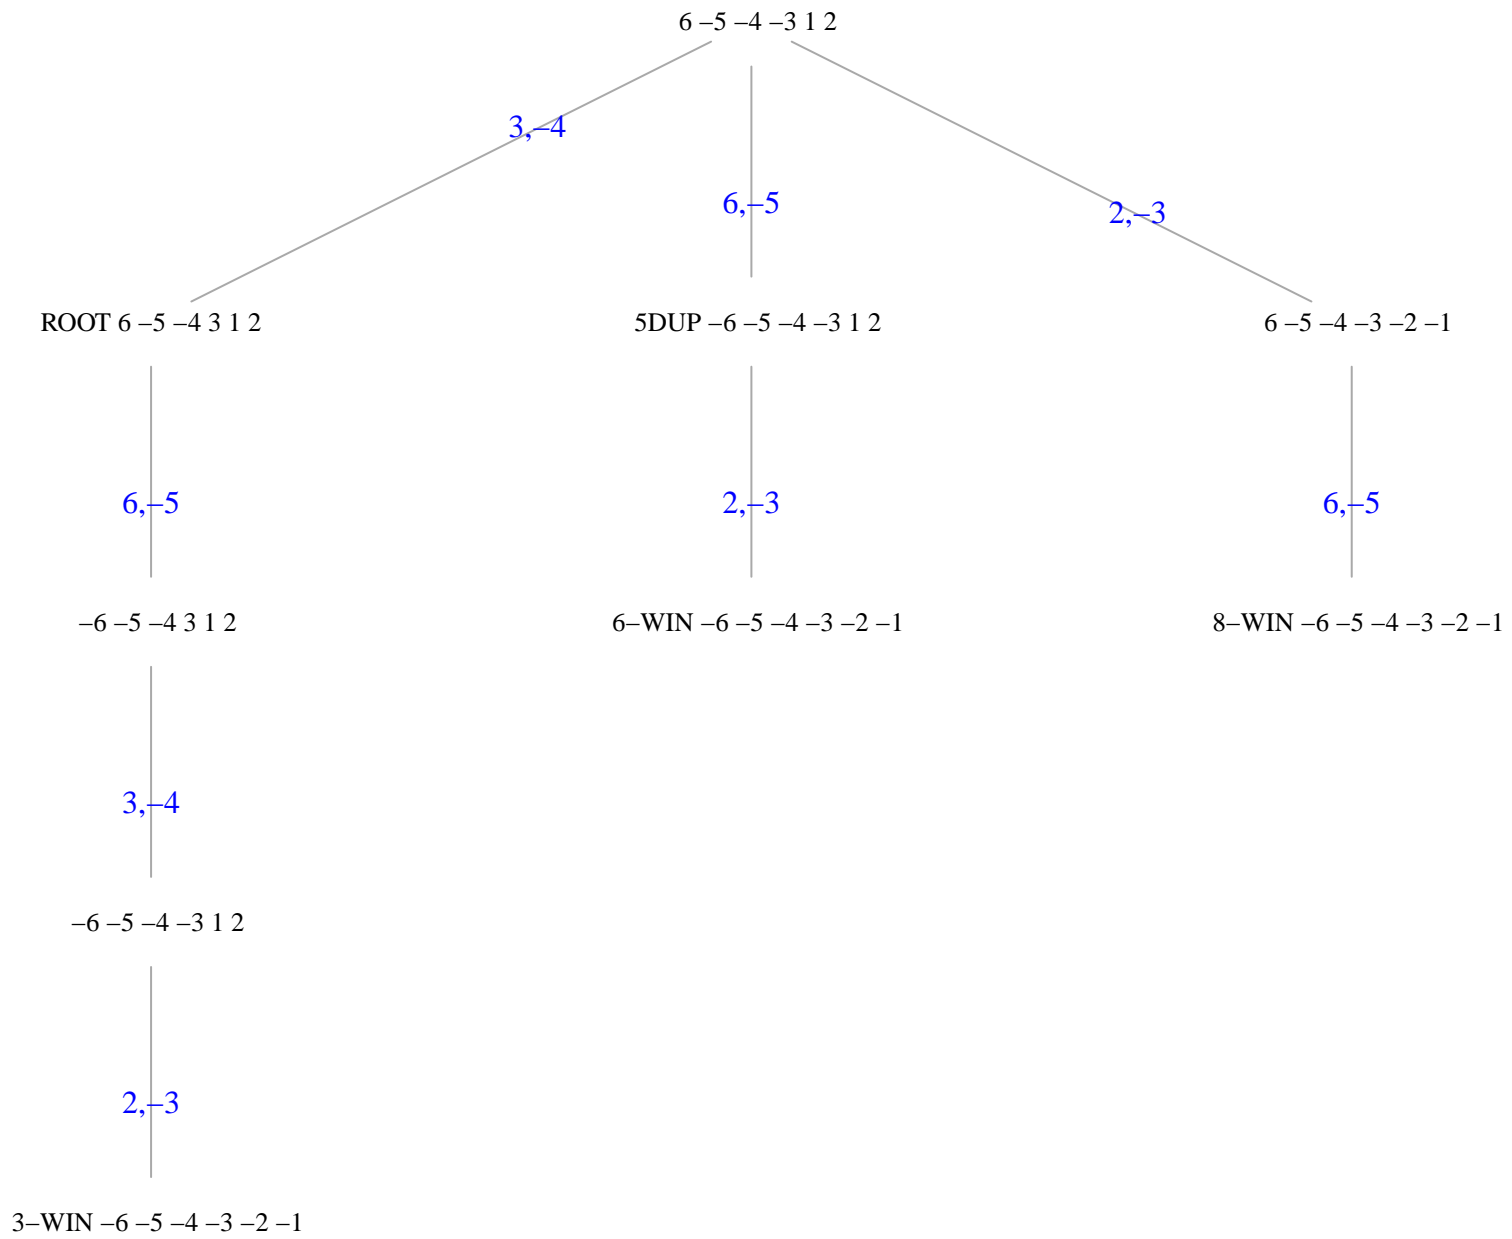 6 –5 –4 –3 1 2
3,–4
6,–5
2,–3
ROOT 6 –5 –4 3 1 2
5DUP –6 –5 –4 –3 1 2
6 –5 –4 –3 –2 –1
6,–5
2,–3
6,–5
–6 –5 –4 3 1 2
6–WIN –6 –5 –4 –3 –2 –1
8–WIN –6 –5 –4 –3 –2 –1
3,–4
–6 –5 –4 –3 1 2
2,–3
3–WIN –6 –5 –4 –3 –2 –1